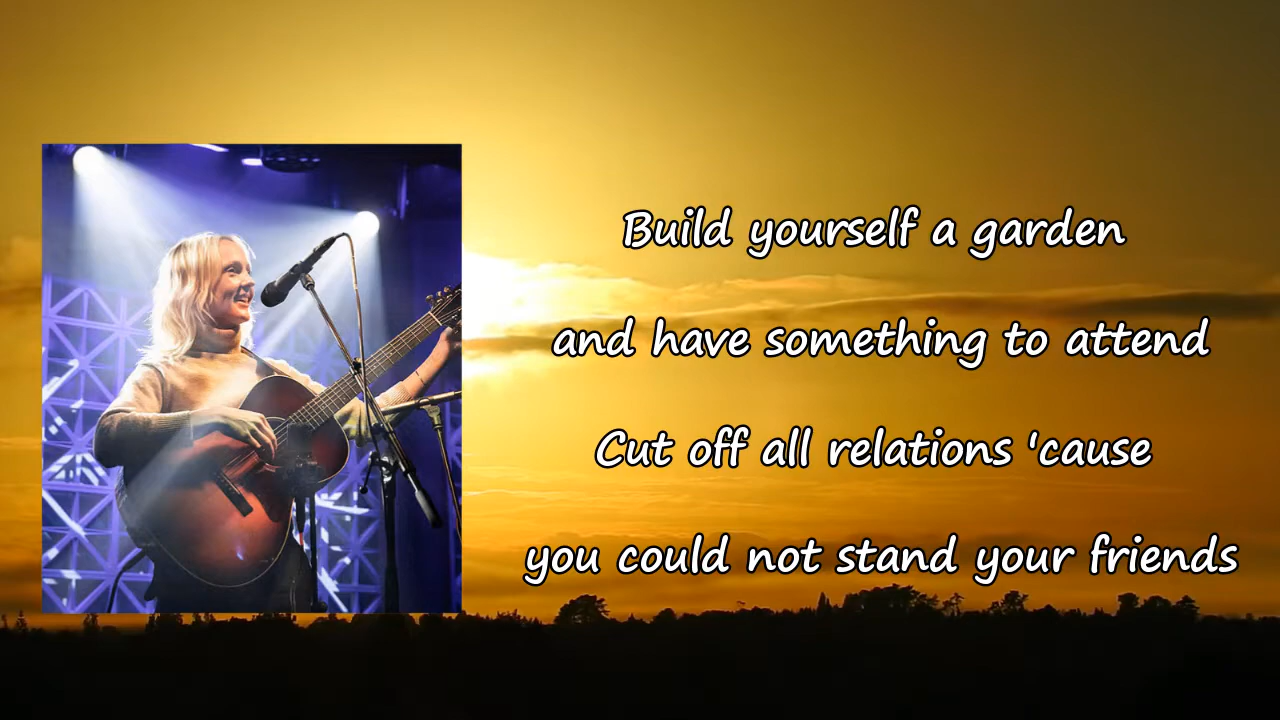 Build yourself a garden
and have something to attend
Cut off all relations 'cause
you could not stand your friends